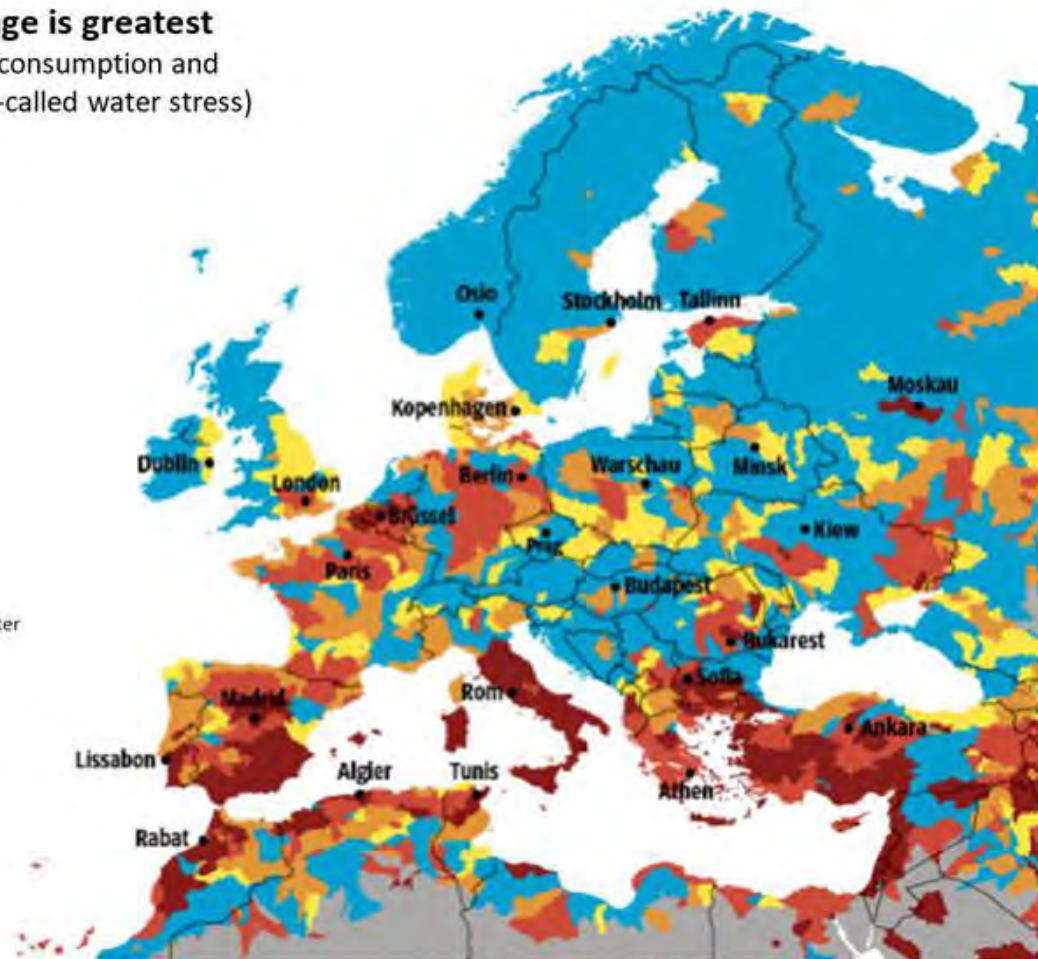 ge is greatest
consumption and
-called water stress)
Oslo
Stockholm Tallinn
Moskau
Kopenhagen
Dublin
London
Berlin
Warschau
Minsk
Brüssel
Kiew
Prag
Paris
Budapest
ter
Bukarest
Rom
Sofia
Madrid
Ankara
Lissabon
Algier
Tunis
Athen
Rabat